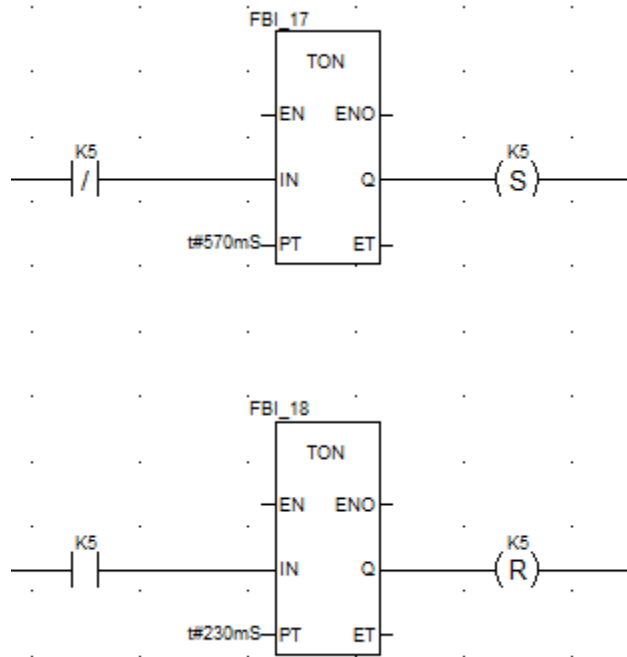 FBI_17
TON
EN ENO
K5 K5
/ IN Q S
t#570mS PT ET
FBI_18
TON
EN ENO
K5 K5
IN Q R
t#230mS PT ET